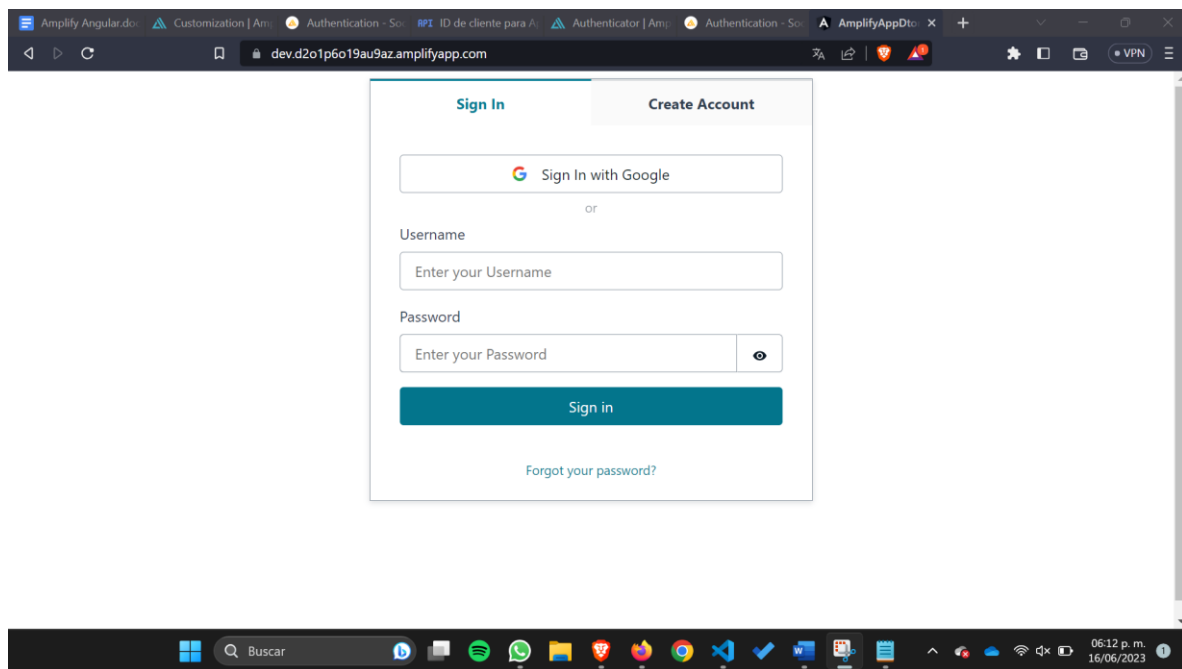 Amplify Angular.do
Customization | Am
Authentication - So
API ID de cliente para A
Authenticator | Amp
Authentication - So
A AmplifyAppDto
dev.d2o1p6o19au9az.amplifyapp.com
VPN
Sign In
Create Account
G Sign In with Google
or
Username
Enter your Username
Password
Enter your Password
Sign in
Forgot your password?
Buscar
06:12 p. m.
16/06/2023
1